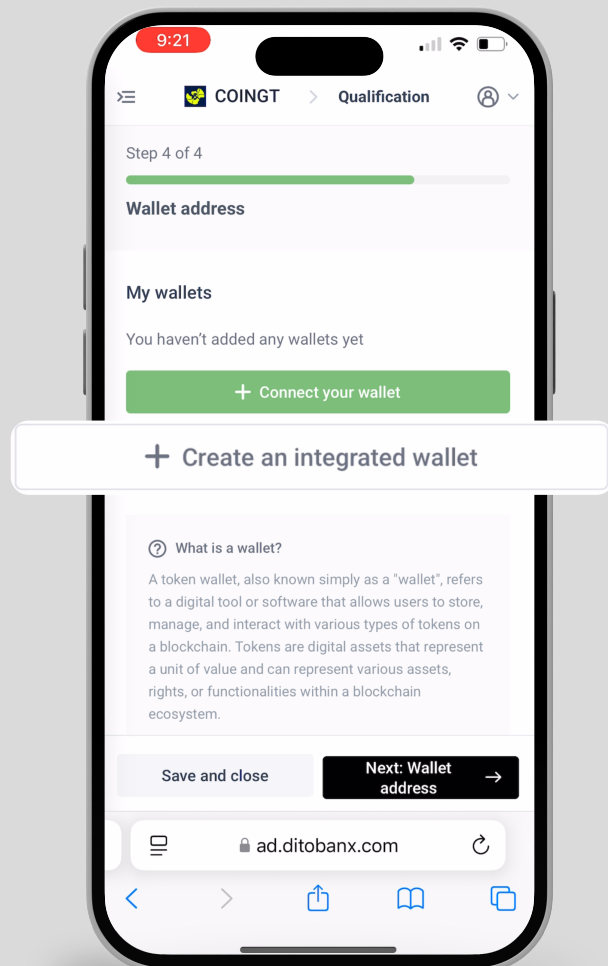 9:21
COINGT > Qualification
Step 4 of 4
Wallet address
My wallets
You haven’t added any wallets yet
+ Connect your wallet
+ Create an integrated wallet
? What is a wallet?
A token wallet, also known simply as a "wallet", refers
to a digital tool or software that allows users to store,
manage, and interact with various types of tokens on
a blockchain. Tokens are digital assets that represent
a unit of value and can represent various assets,
rights, or functionalities within a blockchain
ecosystem.
Save and close
Next: Wallet
address →
ad.ditobanx.com